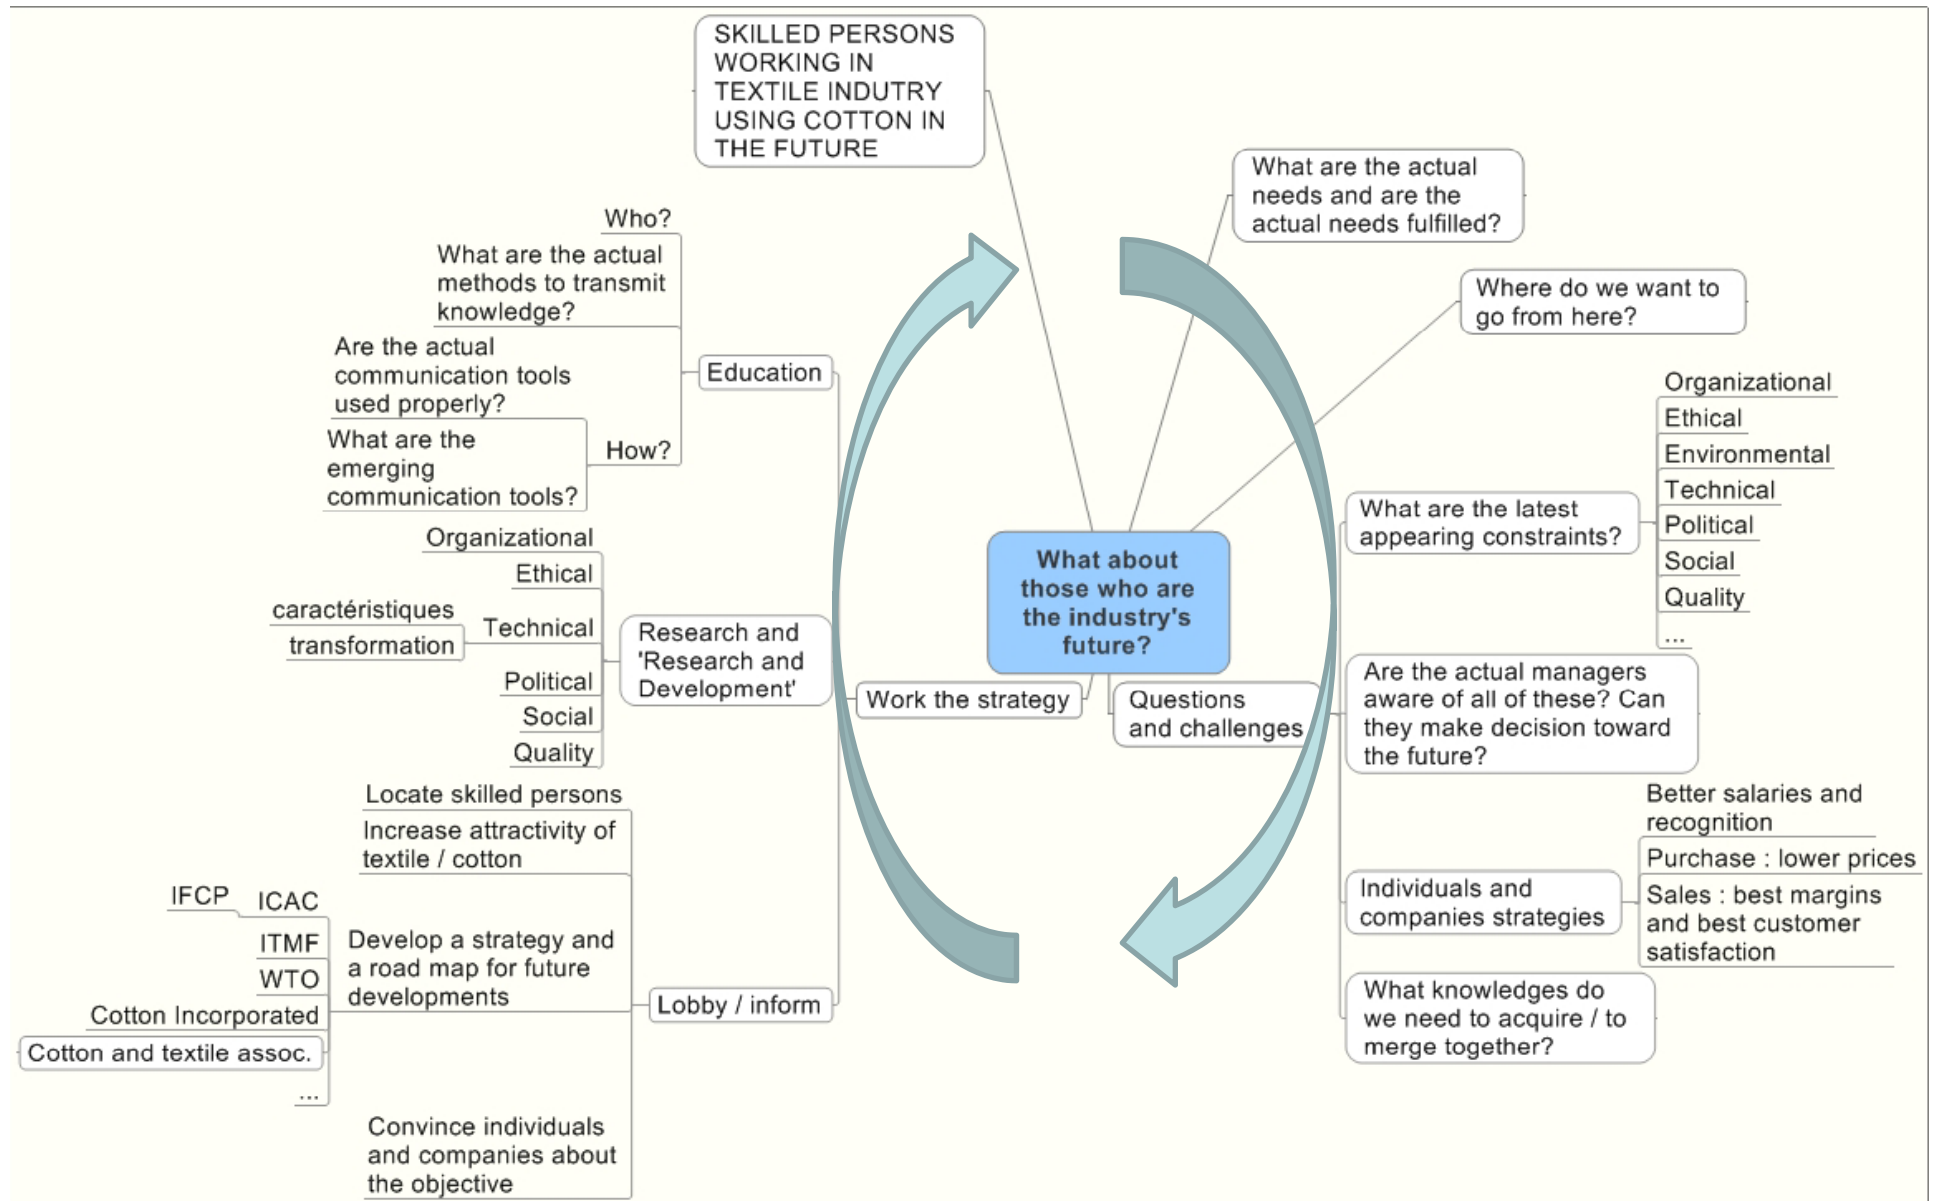 SKILLED PERSONS
WORKING IN
TEXTILE INDUTRY
USING COTTON IN
THE FUTURE
What are the actual
needs and are the
actual needs fulfilled?
Where do we want to
go from here?
Who?
What are the actual
methods to transmit
knowledge?
Are the actual
communication tools
used properly?
What are the
emerging
communication tools?
How?
Education
Organizational
Ethical
caractéristiques
transformation
Technical
Political
Social
Quality
Research and
'Research and
Development'
Locate skilled persons
Increase attractivity of
textile / cotton
IFCP
ICAC
ITMF
WTO
Cotton Incorporated
Cotton and textile assoc.
...
Develop a strategy and
a road map for future
developments
Convince individuals
and companies about
the objective
Lobby / inform
Work the strategy
What about
those who are
the industry's
future?
Questions
and challenges
What are the latest
appearing constraints?
Organizational
Ethical
Environmental
Technical
Political
Social
Quality
...
Are the actual managers
aware of all of these? Can
they make decision toward
the future?
Individuals and
companies strategies
Better salaries and
recognition
Purchase : lower prices
Sales : best margins
and best customer
satisfaction
What knowledges do
we need to acquire / to
merge together?